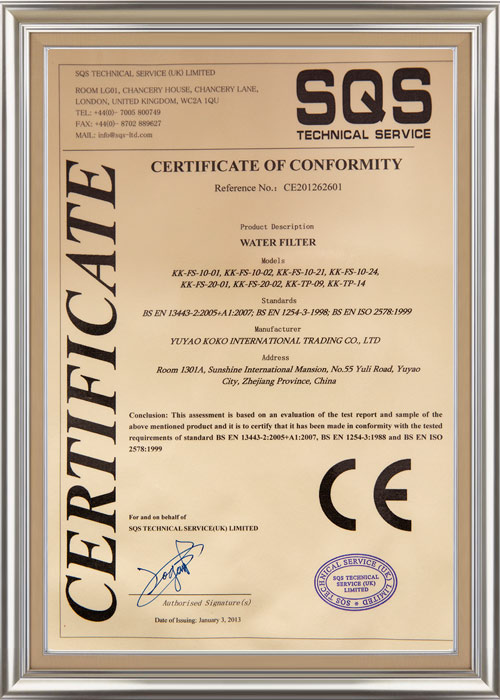 SQS TECHNICAL SERVICE (UK) LIMITED
ROOM LG01, CHANCERY HOUSE, CHANCERY LANE,
LONDON, UNITED KINGDOM, WC2A 1QU
TEL: +44(0)- 7005 800749
FAX: +44(0)- 8702 889627
MAIL: info@sqs-ltd.com
SQS
TECHNICAL SERVICE
CERTIFICATE
CERTIFICATE OF CONFORMITY
Reference No.: CE201262601
Product Description
WATER FILTER
Models
KK-FS-10-01, KK-FS-10-02, KK-FS-10-21, KK-FS-10-24,
KK-FS-20-01, KK-FS-20-02, KK-TP-09, KK-TP-14
Standards
BS EN 13443-2:2005+A1:2007; BS EN 1254-3-1998; BS EN ISO 2578:1999
Manufacturer
YUYAO KOKO INTERNATIONAL TRADING CO., LTD
Address
Room 1301A, Sunshine International Mansion, No.55 Yuli Road, Yuyao
City, Zhejiang Province, China
Conclusion: This assessment is based on an evaluation of the test report and sample of the
above mentioned product and it is to certify that it has been made in conformity with the tested
requirements of standard BS EN 13443-2:2005+A1:2007, BS EN 1254-3:1988 and BS EN ISO
2578:1999
CE
For and on behalf of
SQS TECHNICAL SERVICE(UK) LIMITED
SQS TECHNICAL SERVICE (UK) LIMITED
SQS TECHNICAL
SERVICE (UK)
LIMITED
Authorised Signature(s)
Date of Issuing: January 3, 2013